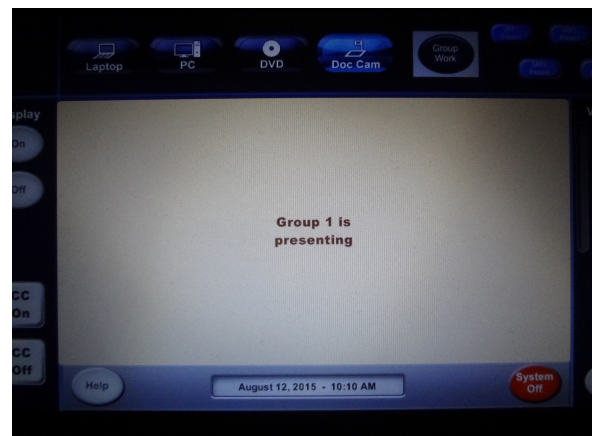 Laptop
PC
DVD
Doc Cam
Group
Work
splay
On
Off
Group 1 is
presenting
CC
On
CC
Off
Help
August 12, 2015 - 10:10 AM
System
Off